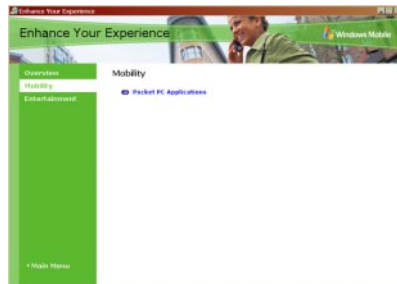 Enhance Your Experience
Enhance Your Experience
Windows Mobile
Overview
Mobility
Entertainment
Mobility
Pocket PC Applications
Main Menu